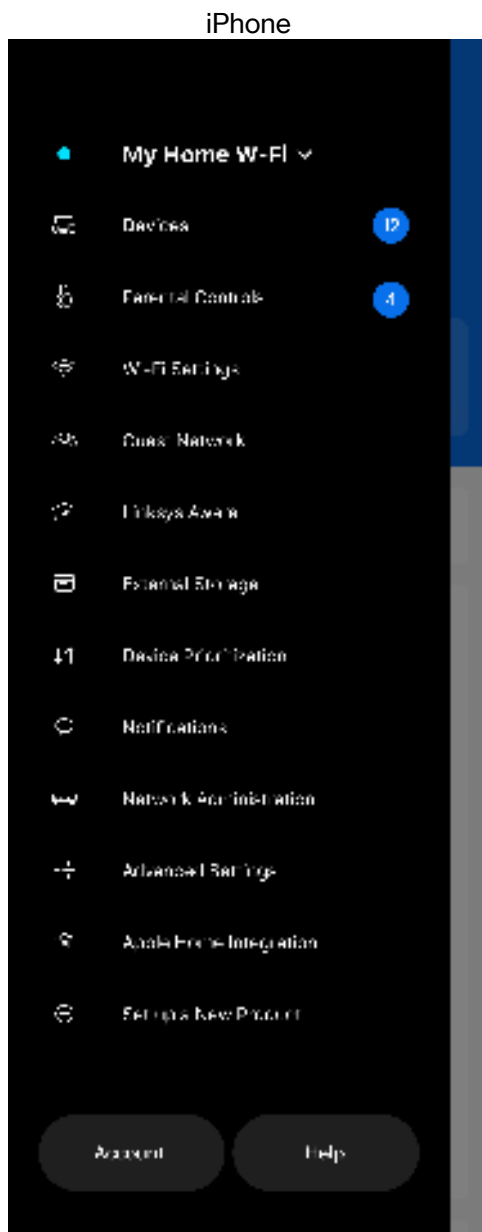 iPhone
My Home W-Fi
Devices 12
Parental Controls 4
Wi-Fi Settings
Guest Network
Linksys Aware
External Storage
Device Prioritization
Notifications
Network Administration
Advanced Settings
Apple Home Integration
Set up a New Product
Account Help